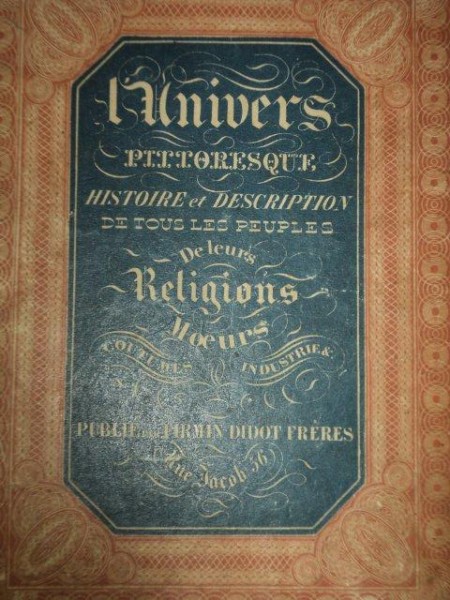 l'Univers
PITTORESQUE
HISTOIRE et DESCRIPTION
DE TOUS LES PEUPLES
De leurs
Religions
Mœurs
COUTUMES INDUSTRIE &
PUBLIÉ par FIRMIN DIDOT FRÈRES
Rue Jacob 56